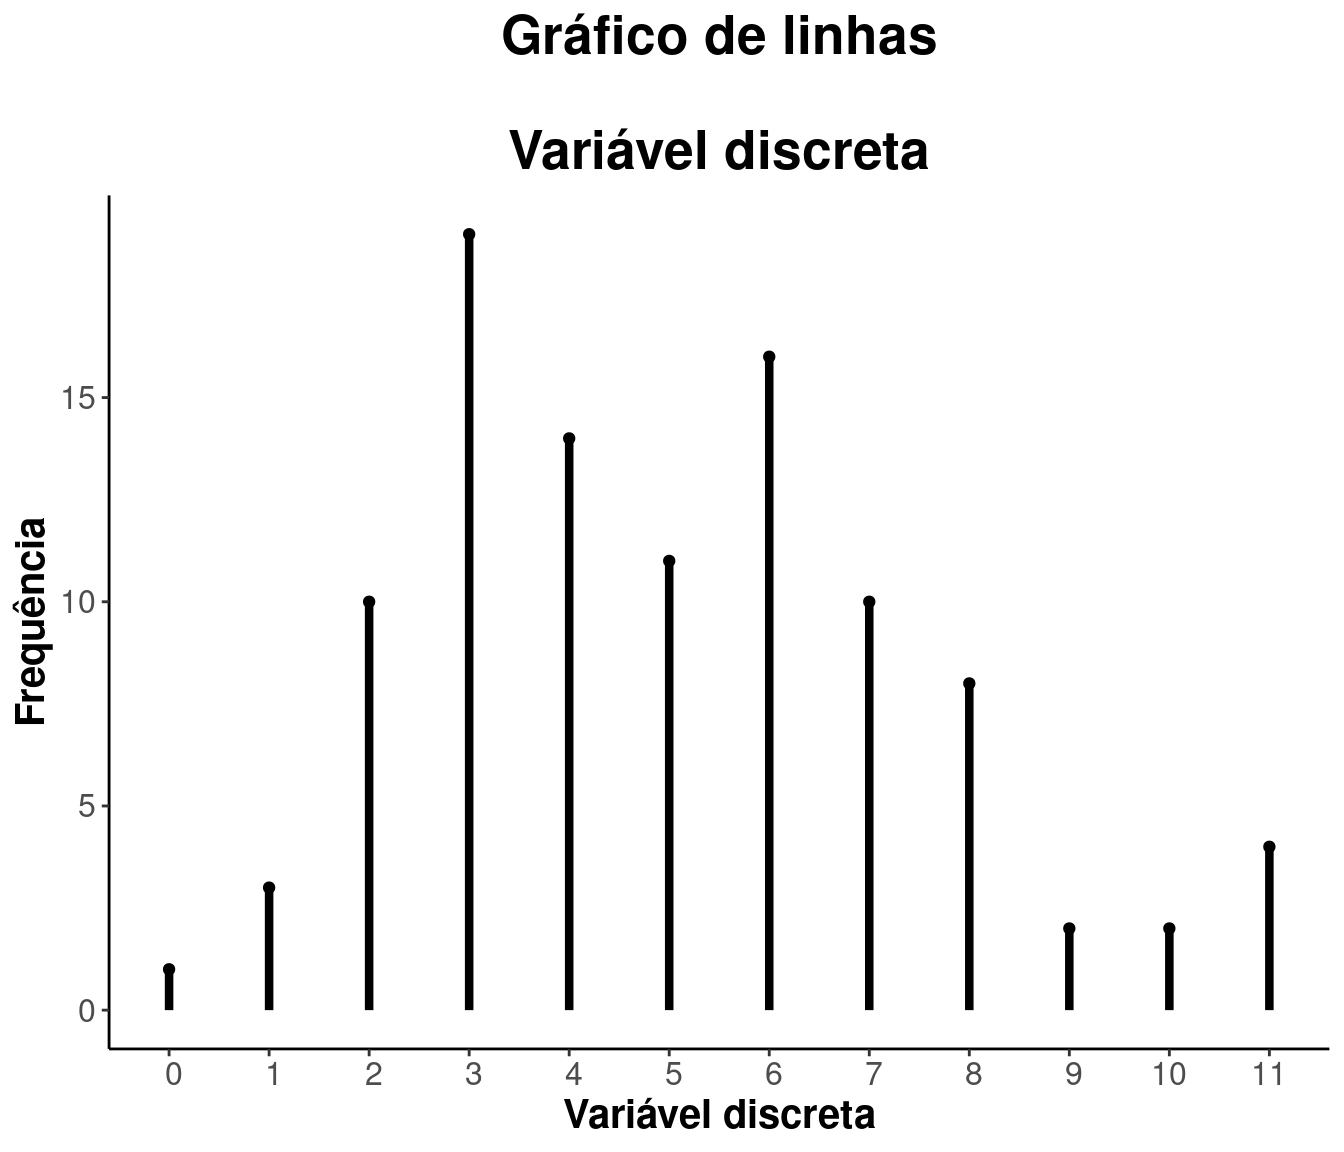 Gráfico de linhas
Variável discreta
Frequência
15
10
5
0
0 1 2 3 4 5 6 7 8 9 10 11
Variável discreta